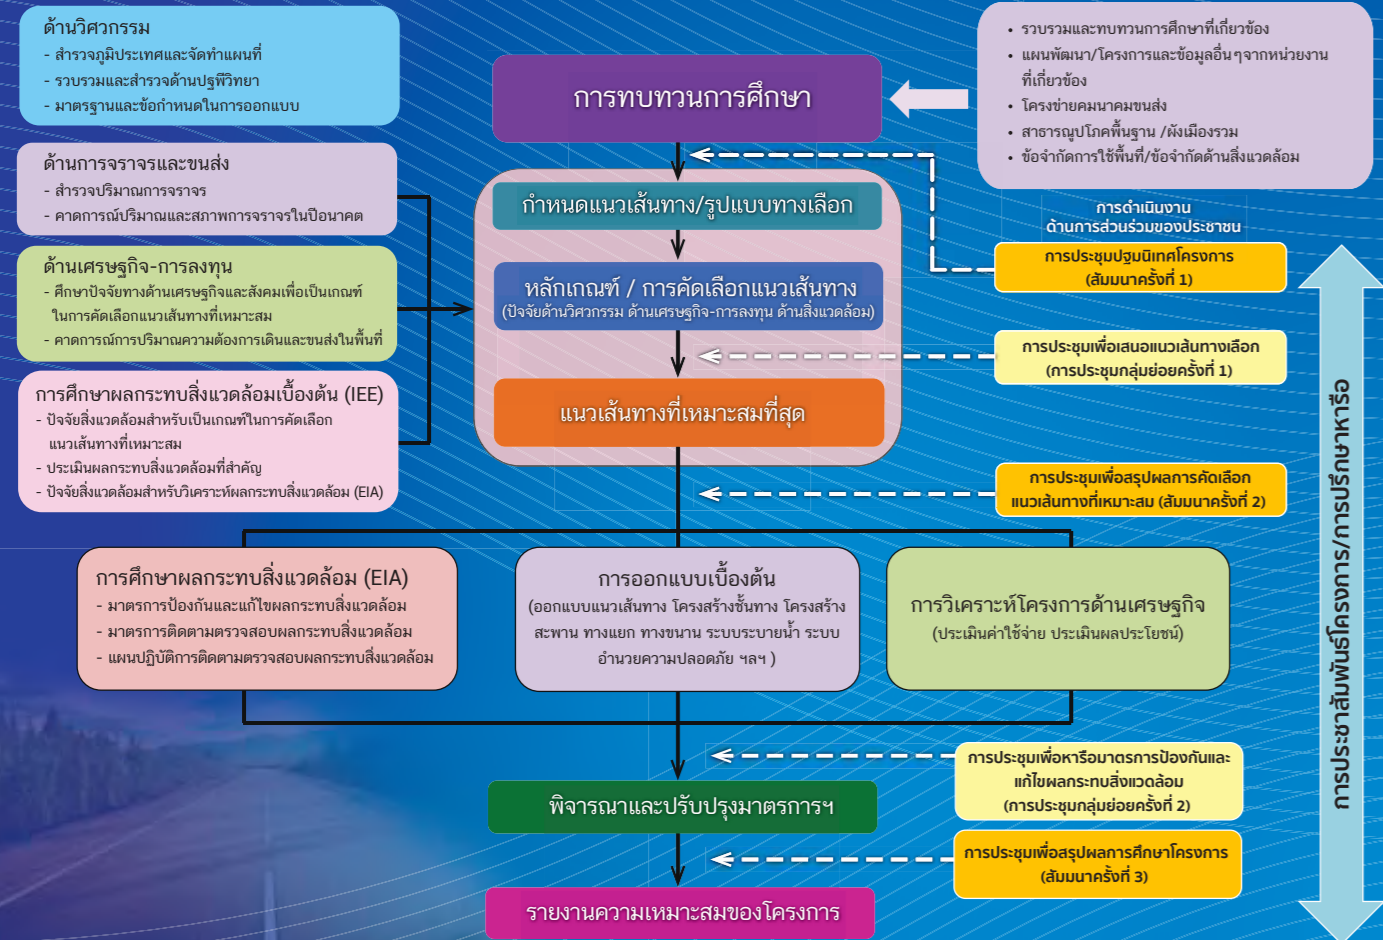 ด้านวิศวกรรม
- สำรวจภูมิประเทศและจัดทำแผนที่
- รวบรวมและสำรวจด้านปฐพีวิทยา
- มาตรฐานและข้อกำหนดในการออกแบบ
ด้านการจราจรและขนส่ง
- สำรวจปริมาณการจราจร
- คาดการณ์ปริมาณและสภาพการจราจรในปีอนาคต
ด้านเศรษฐกิจ-การลงทุน
- ศึกษาปัจจัยทางด้านเศรษฐกิจและสังคมเพื่อเป็นเกณฑ์
ในการคัดเลือกแนวเส้นทางที่เหมาะสม
- คาดการณ์การปริมาณความต้องการเดินและขนส่งในพื้นที่
การศึกษาผลกระทบสิ่งแวดล้อมเบื้องต้น (IEE)
- ปัจจัยสิ่งแวดล้อมสำหรับเป็นเกณฑ์ในการคัดเลือก
แนวเส้นทางที่เหมาะสม
- ประเมินผลกระทบสิ่งแวดล้อมที่สำคัญ
- ปัจจัยสิ่งแวดล้อมสำหรับวิเคราะห์ผลกระทบสิ่งแวดล้อม (EIA)
การทบทวนการศึกษา
• รวบรวมและทบทวนการศึกษาที่เกี่ยวข้อง
• แผนพัฒนา/โครงการและข้อมูลอื่นๆจากหน่วยงาน
ที่เกี่ยวข้อง
• โครงข่ายคมนาคมขนส่ง
• สาธารณูปโภคพื้นฐาน /ผังเมืองรวม
• ข้อจำกัดการใช้พื้นที่/ข้อจำกัดด้านสิ่งแวดล้อม
กำหนดแนวเส้นทาง/รูปแบบทางเลือก
หลักเกณฑ์ / การคัดเลือกแนวเส้นทาง
(ปัจจัยด้านวิศวกรรม ด้านเศรษฐกิจ-การลงทุน ด้านสิ่งแวดล้อม)
แนวเส้นทางที่เหมาะสมที่สุด
การดำเนินงาน
ด้านการส่วนร่วมของประชาชน
การประชุมปฐมนิเทศโครงการ
(สัมมนาครั้งที่ 1)
การประชุมเพื่อเสนอแนวเส้นทางเลือก
(การประชุมกลุ่มย่อยครั้งที่ 1)
การประชุมเพื่อสรุปผลการคัดเลือก
แนวเส้นทางที่เหมาะสม (สัมมนาครั้งที่ 2)
การประชาสัมพันธ์โครงการ/การปรึกษาหารือ
การศึกษาผลกระทบสิ่งแวดล้อม (EIA)
- มาตรการป้องกันและแก้ไขผลกระทบสิ่งแวดล้อม
- มาตรการติดตามตรวจสอบผลกระทบสิ่งแวดล้อม
- แผนปฏิบัติการติดตามตรวจสอบผลกระทบสิ่งแวดล้อม
การออกแบบเบื้องต้น
(ออกแบบแนวเส้นทาง โครงสร้างชั้นทาง โครงสร้าง
สะพาน ทางแยก ทางขนาน ระบบระบายน้ำ ระบบ
อำนวยความปลอดภัย ฯลฯ )
การวิเคราะห์โครงการด้านเศรษฐกิจ
(ประเมินค่าใช้จ่าย ประเมินผลประโยชน์)
การประชุมเพื่อหารือมาตรการป้องกันและ
แก้ไขผลกระทบสิ่งแวดล้อม
(การประชุมกลุ่มย่อยครั้งที่ 2)
พิจารณาและปรับปรุงมาตรการฯ
การประชุมเพื่อสรุปผลการศึกษาโครงการ
(สัมมนาครั้งที่ 3)
รายงานความเหมาะสมของโครงการ